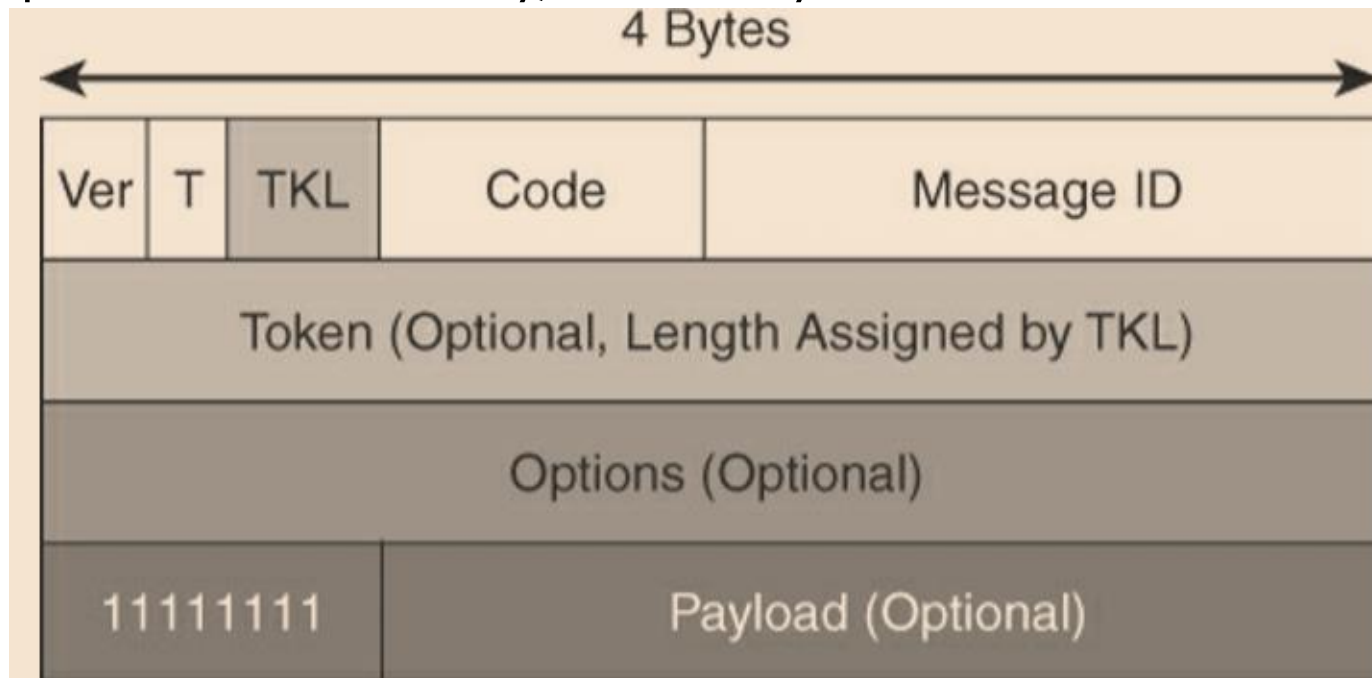 4 Bytes
Ver T TKL Code Message ID
Token (Optional, Length Assigned by TKL)
Options (Optional)
11111111 Payload (Optional)